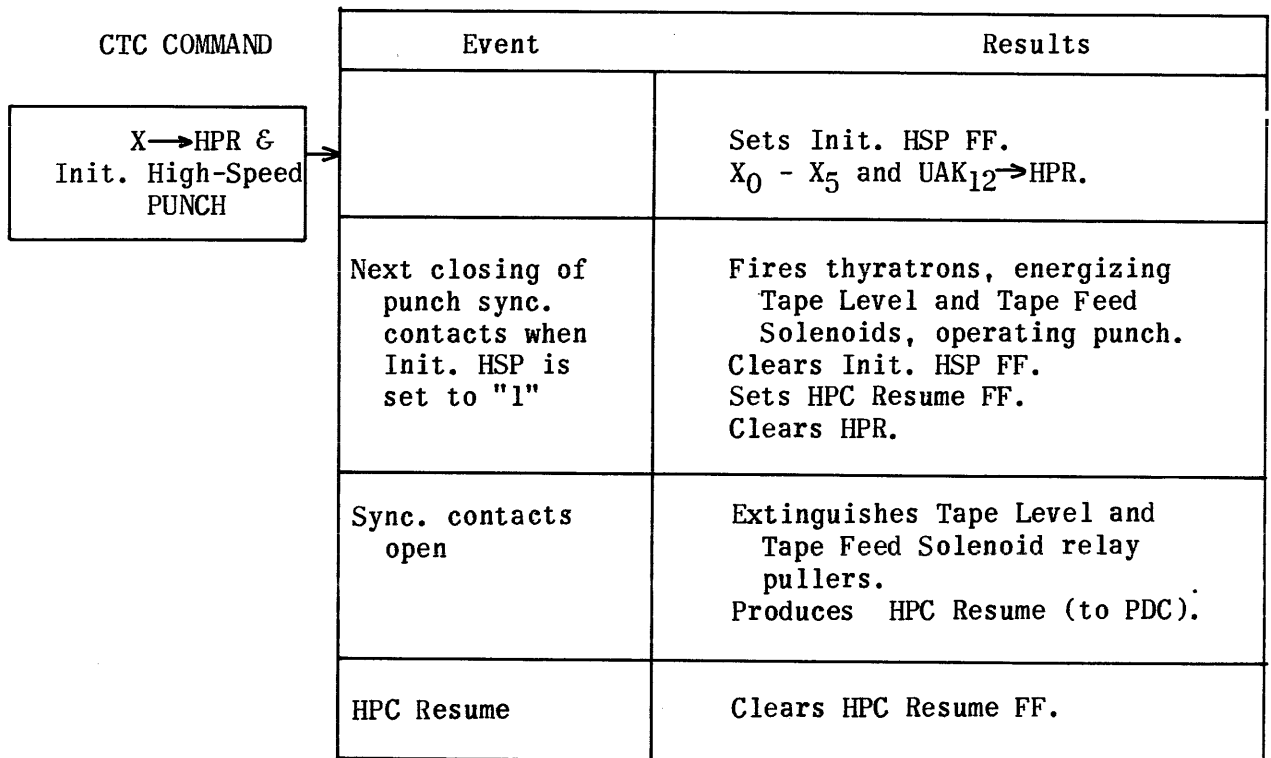 CTC COMMAND
Event
Results
X→HPR &
Init. High-Speed
PUNCH
Sets Init. HSP FF.
X0 - X5 and UAK12→HPR.
Next closing of
punch sync.
contacts when
Init. HSP is
set to "1"
Fires thyratrons, energizing
Tape Level and Tape Feed
Solenoids, operating punch.
Clears Init. HSP FF.
Sets HPC Resume FF.
Clears HPR.
Sync. contacts
open
Extinguishes Tape Level and
Tape Feed Solenoid relay
pullers.
Produces HPC Resume (to PDC).
HPC Resume
Clears HPC Resume FF.